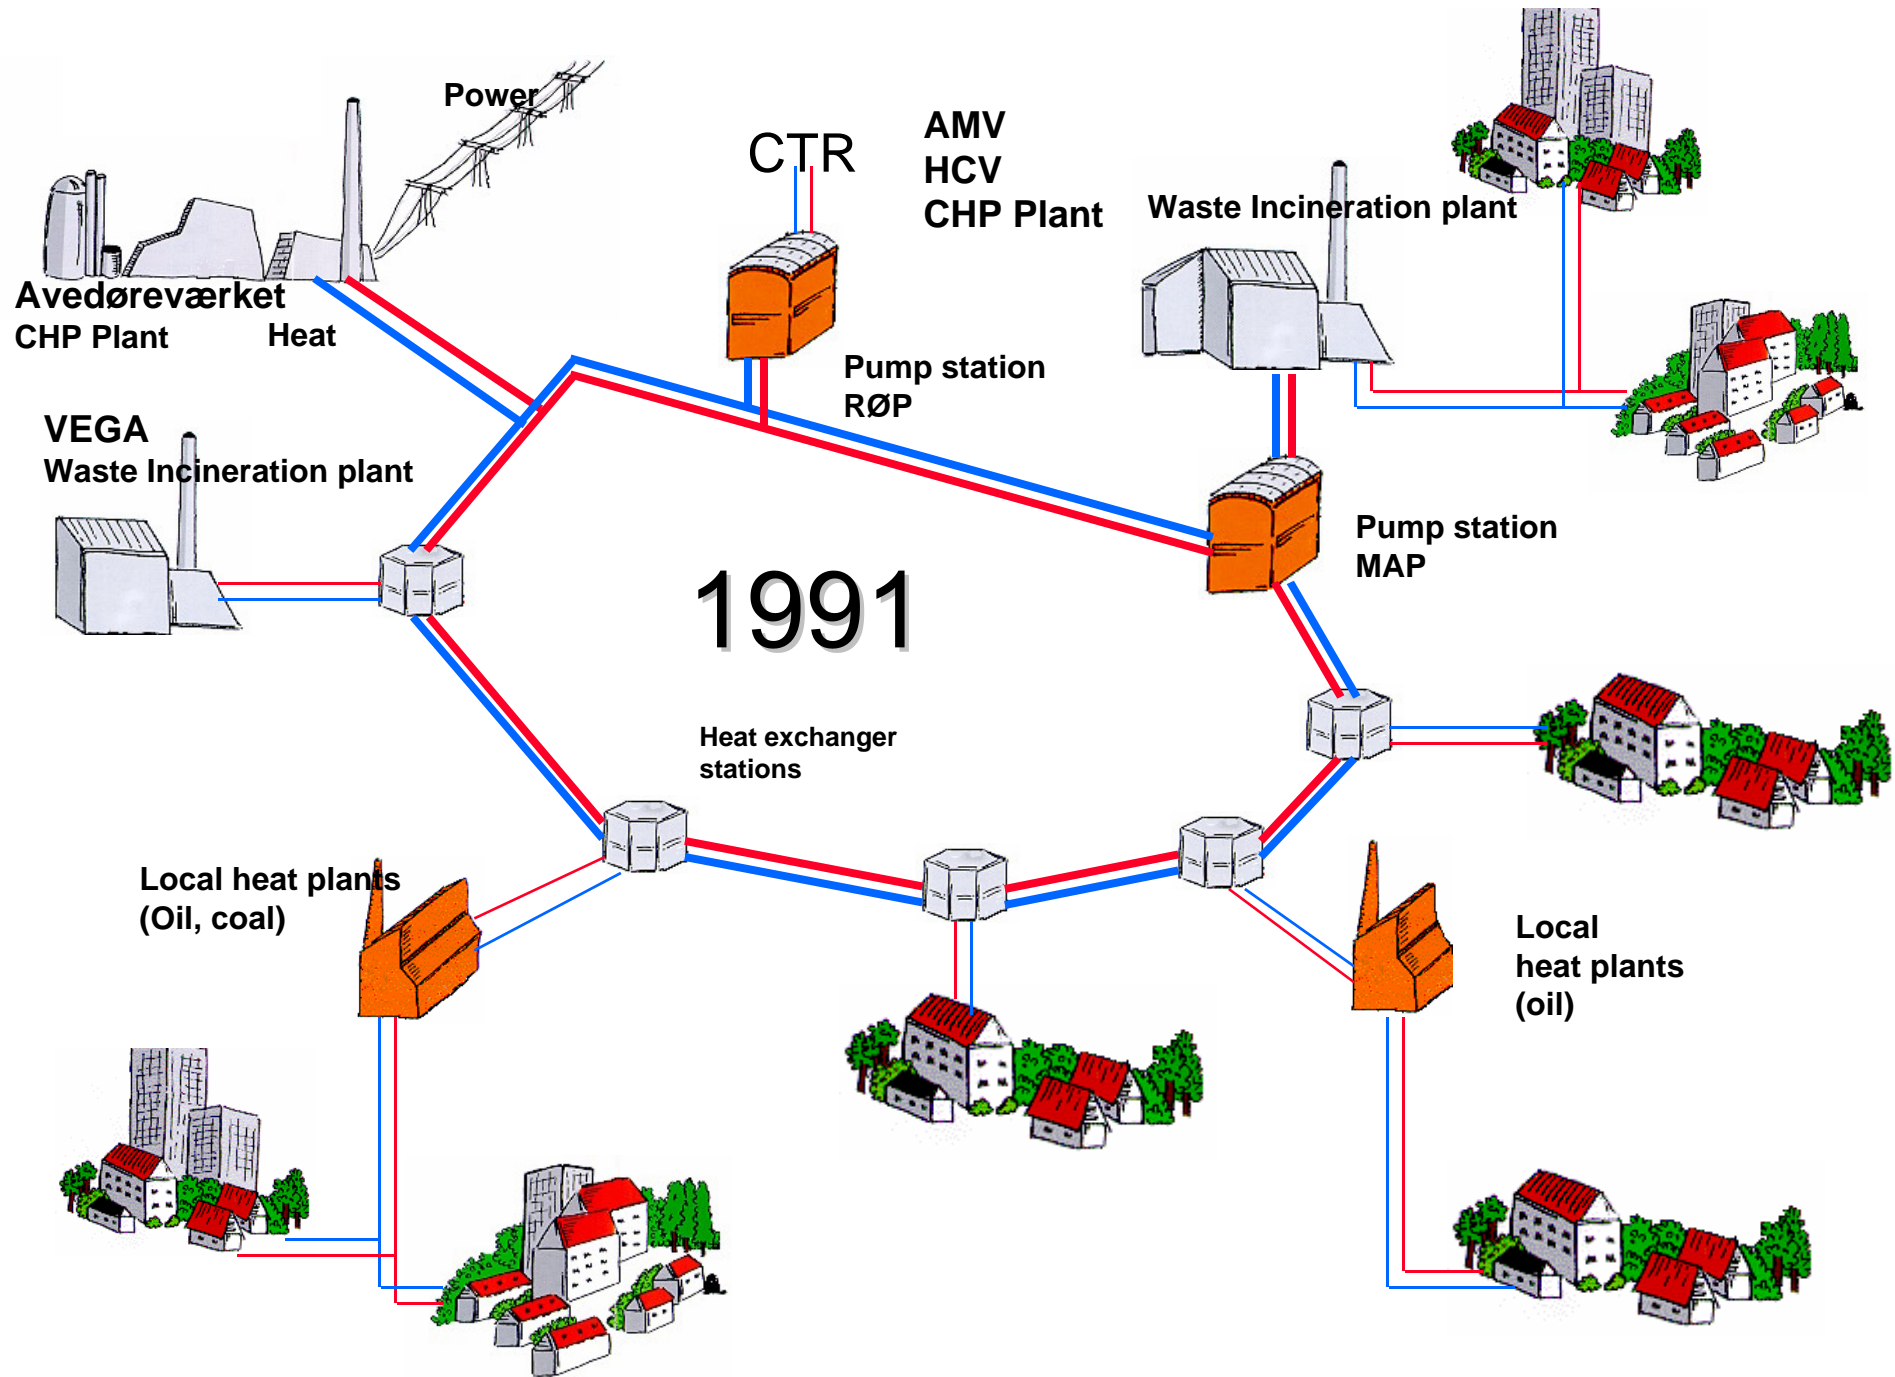 Power
CTR
AMV
HCV
CHP Plant
Waste Incineration plant
Avedøreværket
CHP Plant
Heat
Pump station
RØP
VEGA
Waste Incineration plant
Pump station
MAP
1991
Heat exchanger
stations
Local heat plants
(Oil, coal)
Local
heat plants
(oil)